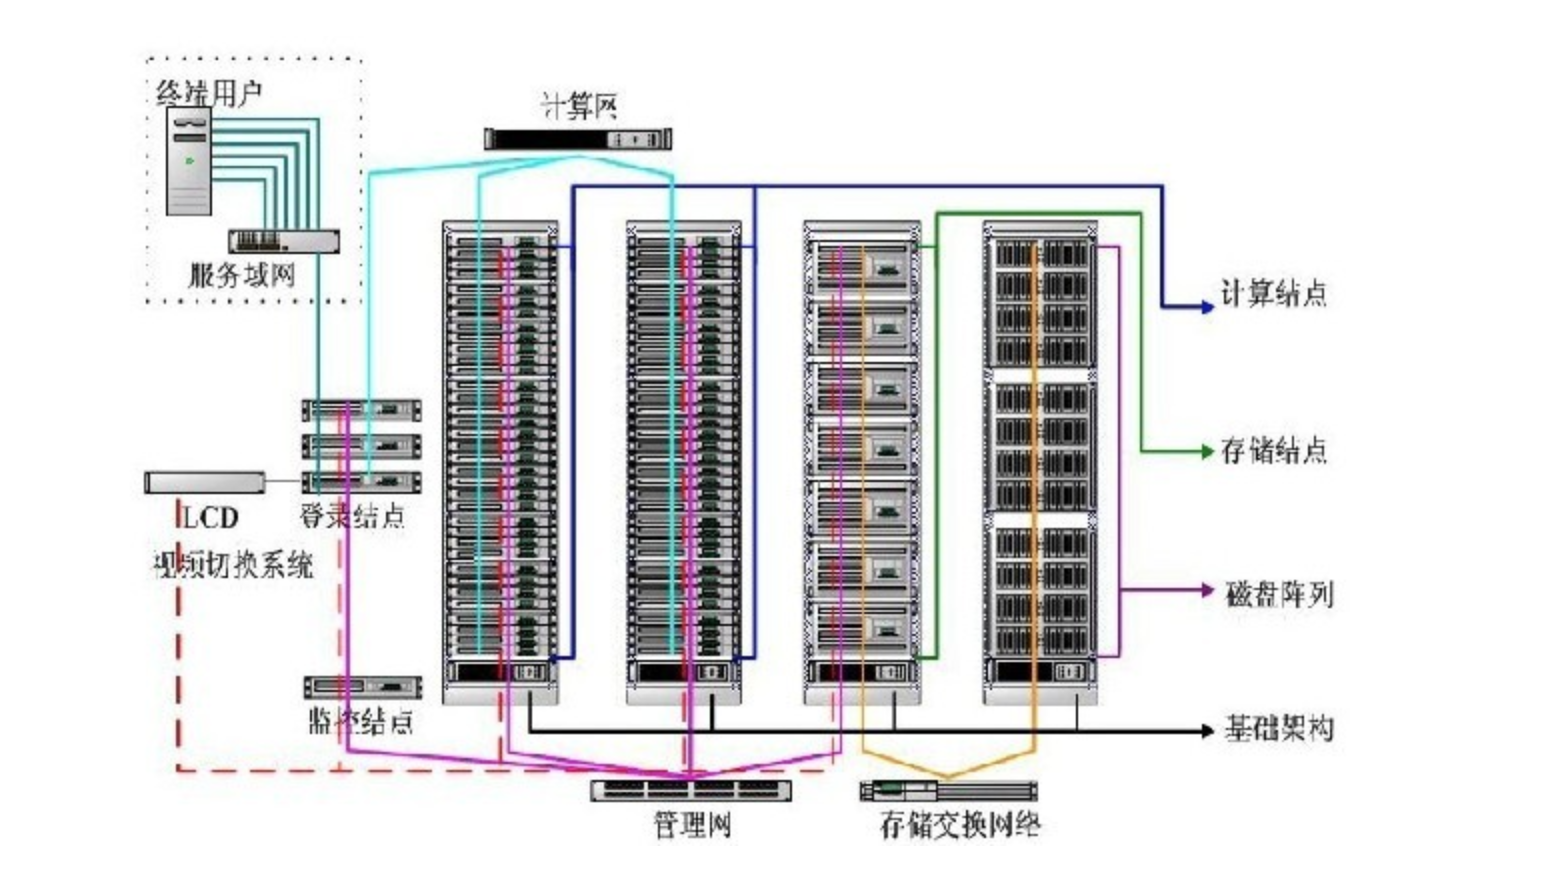 终端用户
计算网
服务域网
计算结点
存储结点
LCD
登录结点
视频切换系统
磁盘阵列
监控结点
基础架构
管理网
存储交换网络